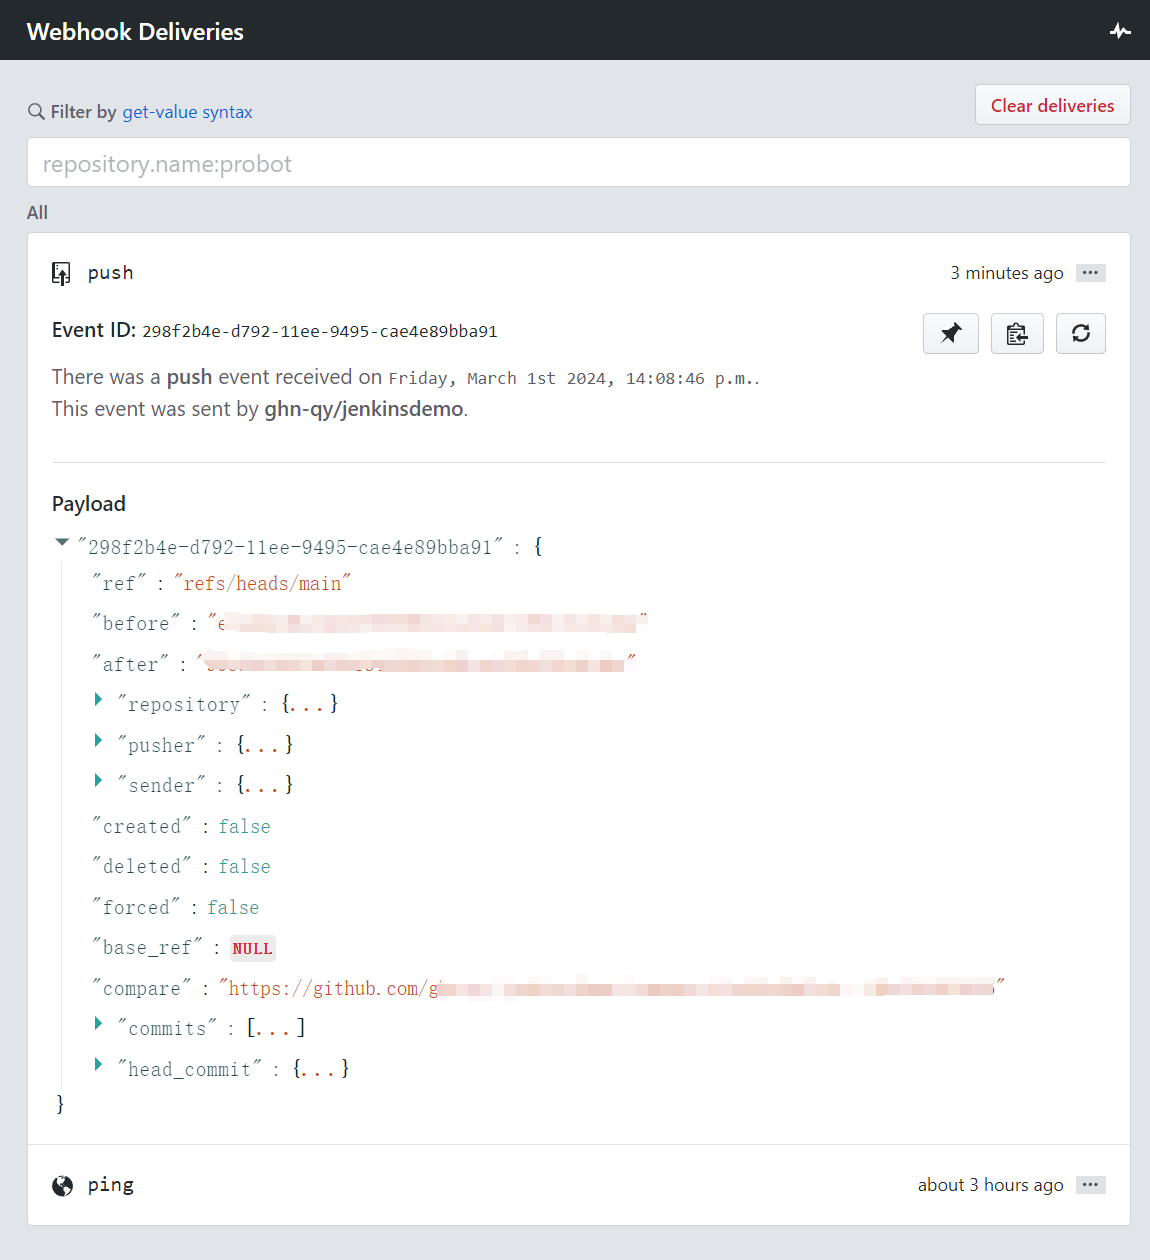 Webhook Deliveries
Filter by get-value syntax
Clear deliveries
repository.name:probot
All
push
3 minutes ago
Event ID: 298f2b4e-d792-11ee-9495-cae4e89bba91
There was a push event received on Friday, March 1st 2024, 14:08:46 p.m..
This event was sent by ghn-qy/jenkinsdemo.
Payload
"298f2b4e-d792-11ee-9495-cae4e89bba91" : {
"ref" : "refs/heads/main"
"before" : "
"after" : "
"repository" : {...}
"pusher" : {...}
"sender" : {...}
"created" : false
"deleted" : false
"forced" : false
"base_ref" : NULL
"compare" : "https://github.com/g
"commits" : [...]
"head_commit" : {...}
}
ping
about 3 hours ago